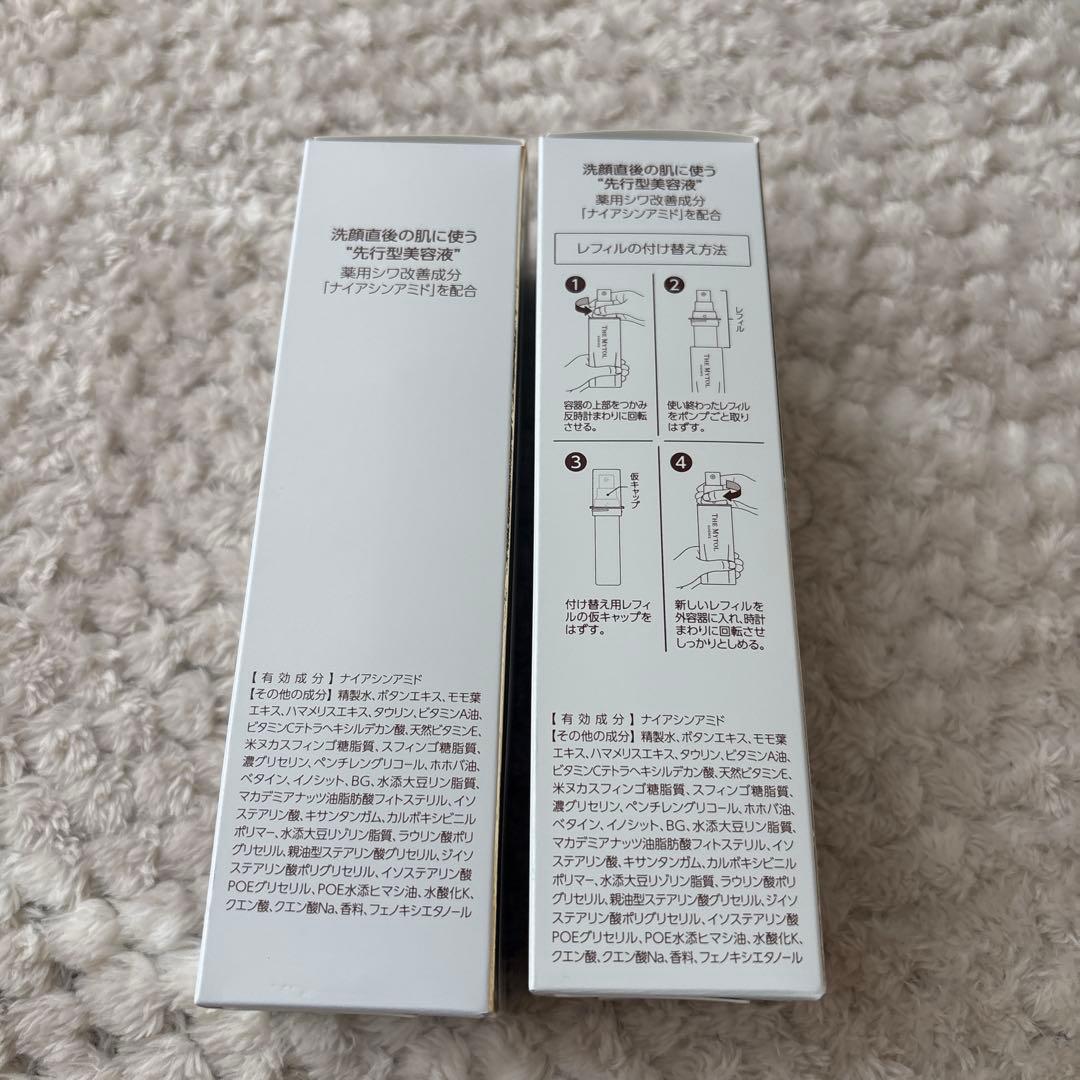 洗顔直後の肌に使う
"先行型美容液"
薬用シワ改善成分
「ナイアシンアミド」を配合
【有効成分】ナイアシンアミド
【その他の成分】精製水、ボタンエキス、モモ葉
エキス、ハマメリスエキス、タウリン、ビタミンA油、
ビタミンCテトラヘキシルデカン酸、天然ビタミンE、
米ヌカスフィンゴ糖脂質、スフィンゴ糖脂質、
濃グリセリン、ペンチレングリコール、ホホバ油、
ベタイン、イノシット、BG、水添大豆リン脂質、
マカデミアナッツ油脂肪酸フィトステリル、イソ
ステアリン酸、キサンタンガム、カルボキシビニル
ポリマー、水添大豆リゾリン脂質、ラウリン酸ポリ
グリセリル、親油型ステアリン酸グリセリル、ジイソ
ステアリン酸ポリグリセリル、イソステアリン酸
POEグリセリル、POE水添ヒマシ油、水酸化K、
クエン酸、クエン酸Na、香料、フェノキシエタノール
洗顔直後の肌に使う
"先行型美容液"
薬用シワ改善成分
「ナイアシンアミド」を配合
レフィルの付け替え方法
1
THE MYTOL
容器の上部をつかみ
反時計まわりに回転
させる。
2
レフィル
THE MYTOL
使い終わったレフィル
をポンプごと取り
はずす。
3
仮キャップ
付け替え用レフィ
ルの仮キャップを
はずす。
4
THE MYTOL
新しいレフィルを
外容器に入れ、時計
まわりに回転させ
しっかりとしめる。
【有効成分】ナイアシンアミド
【その他の成分】精製水、ボタンエキス、モモ葉
エキス、ハマメリスエキス、タウリン、ビタミンA油、
ビタミンCテトラヘキシルデカン酸、天然ビタミンE、
米ヌカスフィンゴ糖脂質、スフィンゴ糖脂質、
濃グリセリン、ペンチレングリコール、ホホバ油、
ベタイン、イノシット、BG、水添大豆リン脂質、
マカデミアナッツ油脂肪酸フィトステリル、イソ
ステアリン酸、キサンタンガム、カルボキシビニル
ポリマー、水添大豆リゾリン脂質、ラウリン酸ポリ
グリセリル、親油型ステアリン酸グリセリル、ジイソ
ステアリン酸ポリグリセリル、イソステアリン酸
POEグリセリル、POE水添ヒマシ油、水酸化K、
クエン酸、クエン酸Na、香料、フェノキシエタノール